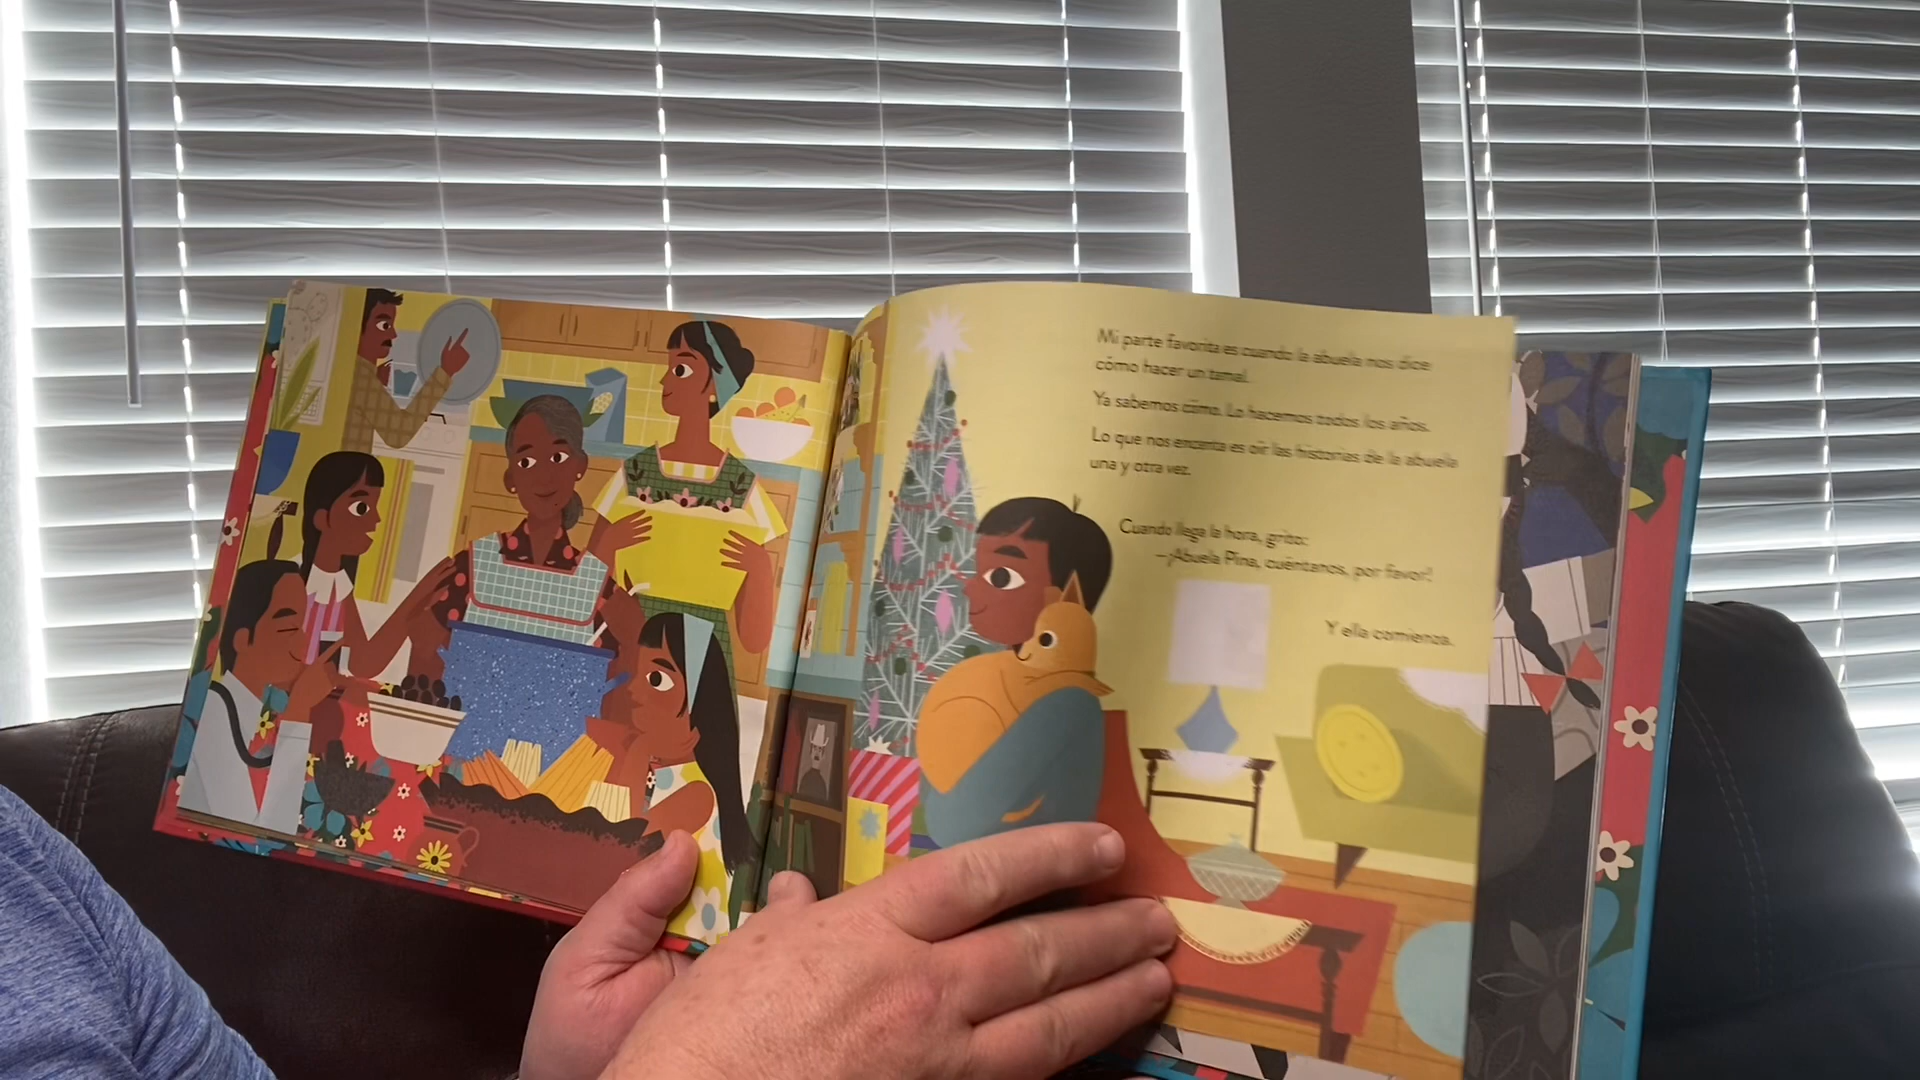 Mi parte favorita es cuando la abuela nos dice
cómo hacer un tamal.
Ya sabemos cómo. Lo hacemos todos los años.
Lo que nos encanta es oír las historias de la abuela
una y otra vez.
Cuando llega la hora, grito:
—¡Abuela Pina, cuéntanos, por favor!
Y ella comienza.